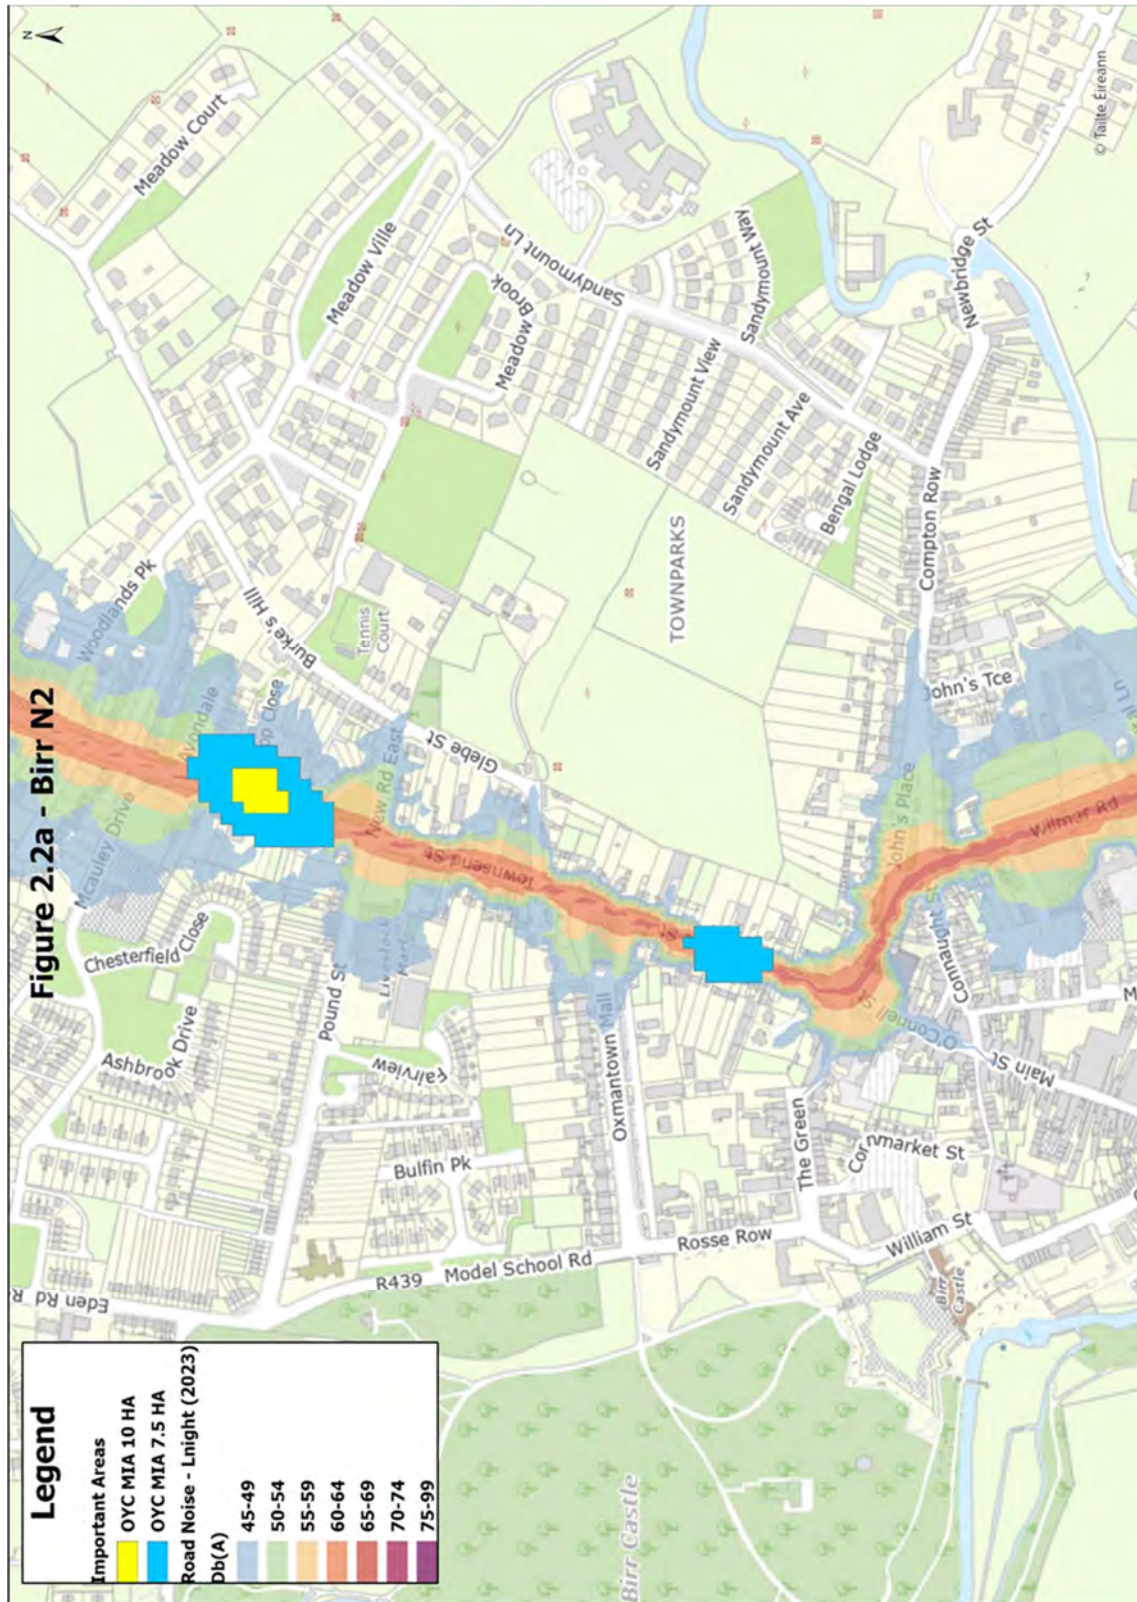 Figure 2.2a - Birr N2
N
Legend
Important Areas
OYC MIA 10 HA
OYC MIA 7.5 HA
Road Noise - Lnight (2023)
Db(A)
45-49
50-54
55-59
60-64
65-69
70-74
75-99
Meadow Court
Meadow Ville
Meadow Brook
Sandymount Ln
Sandymount Way
Sandymount View
Sandymount Ave
Bengal Lodge
Newbridge St
© Tailte Éireann
Compton Row
TOWNPARKS
Woodlands Pk
Burke's Hill
Tennis
Court
Avondale
Close
Glebe St
New Rd East
Mcauley Drive
Townsend St
St
John's Tce
John's Place
Wilmer Rd
Chesterfield Close
Ashbrook Drive
Pound St
Fairview
Bulfin Pk
Oxmantown Mall
O'Connell St
Connaught St
Main St
M
The Green
Cornmarket St
Eden Rd
R
R439
Model School Rd
Rosse Row
William St
Birr
Castle
Birr Castle